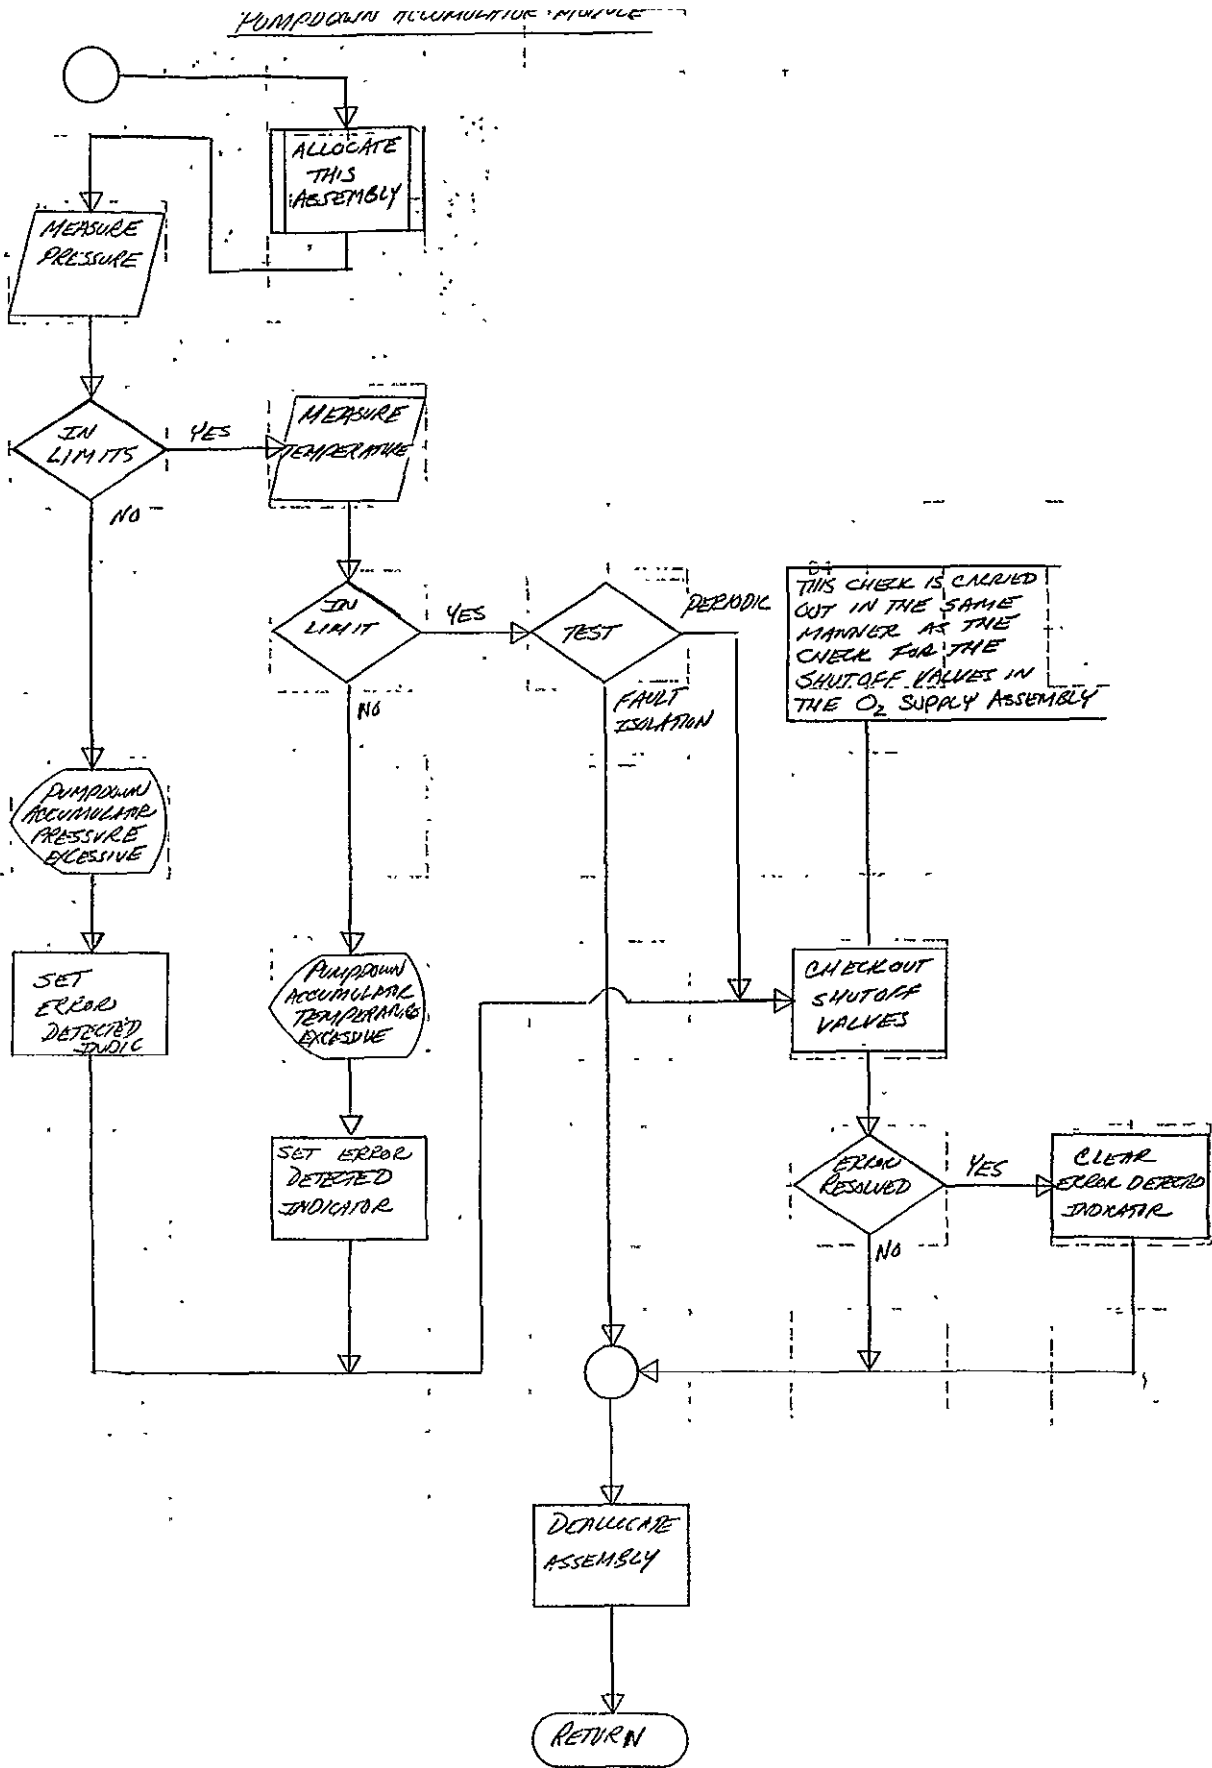 PUMPDOWN ACCUMULATOR MODULE
ALLOCATE
THIS
ASSEMBLY
MEASURE
PRESSURE
IN
LIMITS
YES
NO
MEASURE
TEMPERATURE
IN
LIMIT
YES
NO
TEST
PERIODIC
FAULT
ISOLATION
THIS CHECK IS CARRIED
OUT IN THE SAME
MANNER AS THE
CHECK FOR THE
SHUTOFF VALVES IN
THE O2 SUPPLY ASSEMBLY
PUMPDOWN
ACCUMULATOR
PRESSURE
EXCESSIVE
SET
ERROR
DETECTED
INDIC
PUMPDOWN
ACCUMULATOR
TEMPERATURE
EXCESSIVE
SET ERROR
DETECTED
INDICATOR
CHECKOUT
SHUTOFF
VALVES
ERROR
RESOLVED
YES
NO
CLEAR
ERROR DETECTED
INDICATOR
DEALLOCATE
ASSEMBLY
RETURN